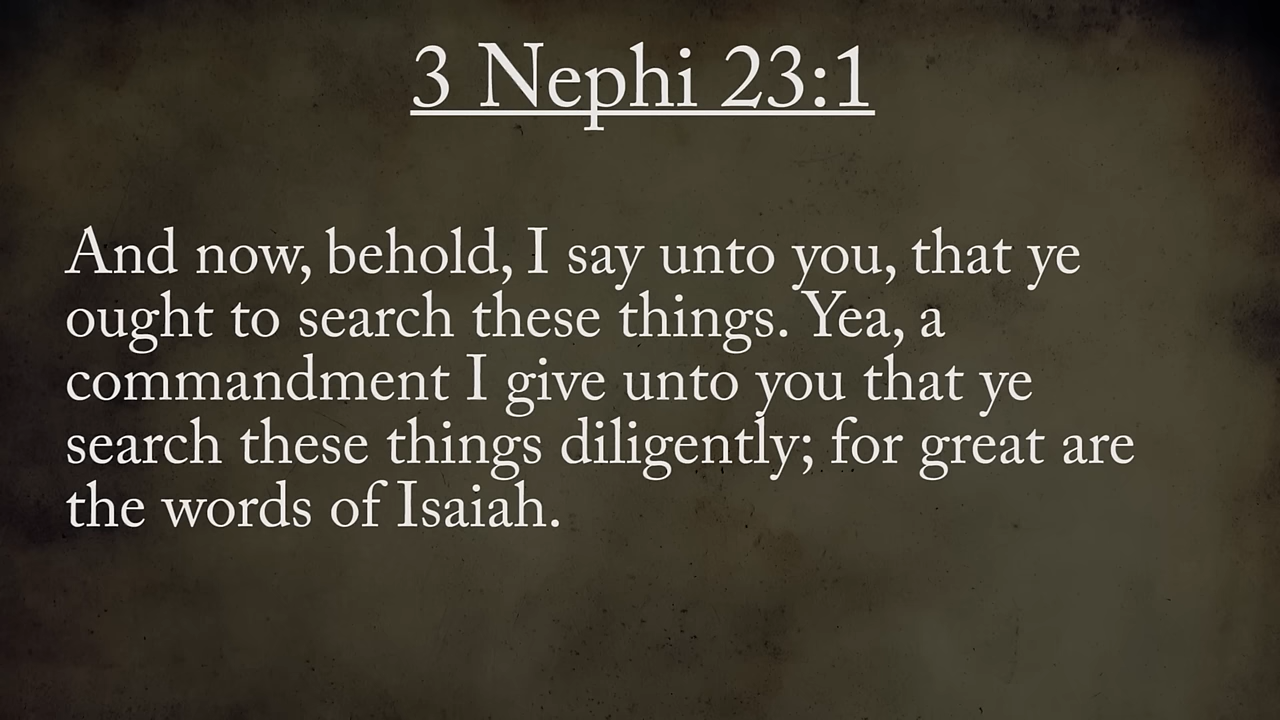 3 Nephi 23:1
And now, behold, I say unto you, that ye
ought to search these things. Yea, a
commandment I give unto you that ye
search these things diligently; for great are
the words of Isaiah.